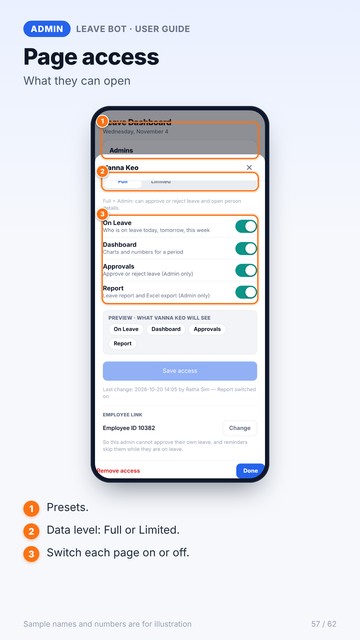 ADMIN LEAVE BOT · USER GUIDE
Page access
What they can open
1
Leave Dashboard
Wednesday, November 4
Admins
Vanna Keo ✕
2
Full Limited
Full = Admin: can approve or reject leave and open person
details.
3
On Leave
Who is on leave today, tomorrow, this week
Dashboard
Charts and numbers for a period
Approvals
Approve or reject leave (Admin only)
Report
Leave report and Excel export (Admin only)
PREVIEW · WHAT VANNA KEO WILL SEE
On Leave Dashboard Approvals
Report
Save access
Last change: 2026-10-20 14:05 by Ratha Sim — Report switched
on
EMPLOYEE LINK
Employee ID 10382 Change
So this admin cannot approve their own leave, and reminders
skip them while they are on leave.
Remove access Done
1 Presets.
2 Data level: Full or Limited.
3 Switch each page on or off.
Sample names and numbers are for illustration 57 / 62